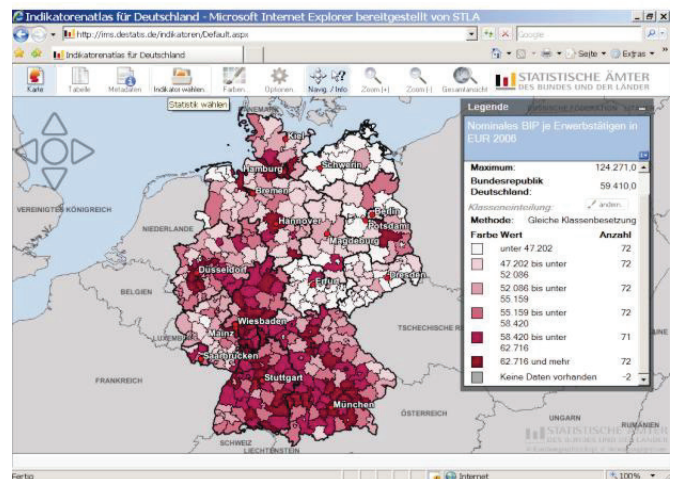 Indikatorenatlas für Deutschland - Microsoft Internet Explorer bereitgestellt von STLA
http://ims.destatis.de/indikatoren/Default.aspx
Google
Indikatorenatlas für Deutschland
Seite
Extras
Karte Tabelle Metadaten Indikator wählen Farben Optionen Navig. / Info Zoom (+) Zoom (-) Gesamtansicht
STATISTISCHE ÄMTER
DES BUNDES UND DER LÄNDER
Statistik wählen
DÄNEMARK
Legende
Nominales BIP je Erwerbstätigen in
EUR 2006
Maximum: 124.271,0
Bundesrepublik
Deutschland: 59 410,0
Klasseneinteilung: ändern.
Methode: Gleiche Klassenbesetzung
Farbe Wert Anzahl
unter 47.202 72
47.202 bis unter 72
52 086
52 086 bis unter 72
55 159
55 159 bis unter 72
58 420
58 420 bis unter 71
62 716
62.716 und mehr 72
Keine Daten vorhanden -2
Kiel
Schwerin
Hamburg
Bremen
VEREINIGTES KÖNIGREICH
NIEDERLANDE
Hannover
Berlin
Potsdam
Magdeburg
Düsseldorf
Erfurt
Dresden
BELGIEN
Wiesbaden
Mainz
TSCHECHISCHE
Saarbrücken
FRANKREICH
Stuttgart
München
ÖSTERREICH
UNGARN
RUMÄNIEN
SCHWEIZ
LIECHTENSTEIN
STATISTISCHE ÄMTER
DES BUNDES UND DER LÄNDER
Fertig
Internet
100%